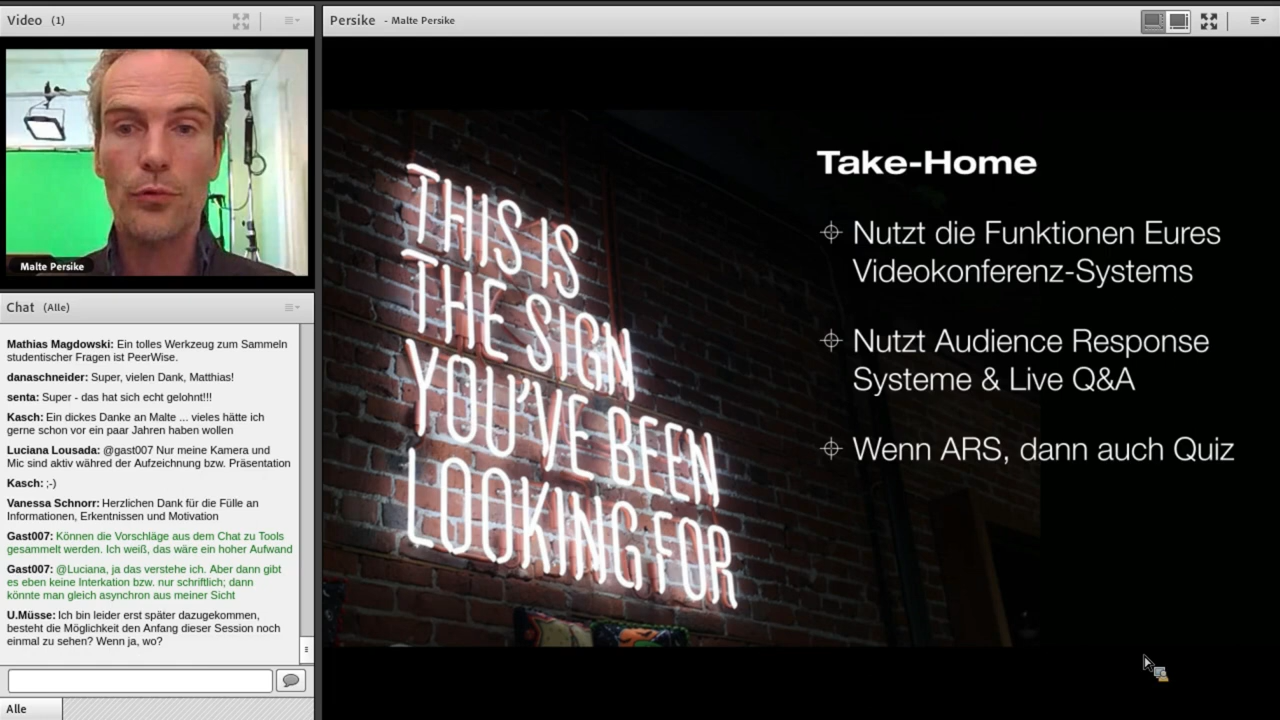 Video (1)
Malte Persike
Chat (Alle)
Mathias Magdowski: Ein tolles Werkzeug zum Sammeln
studentischer Fragen ist PeerWise.
danaschneider: Super, vielen Dank, Matthias!
senta: Super - das hat sich echt gelohnt!!!
Kasch: Ein dickes Danke an Malte ... vieles hätte ich
gerne schon vor ein paar Jahren haben wollen
Luciana Lousada: @gast007 Nur meine Kamera und
Mic sind aktiv währed der Aufzeichnung bzw. Präsentation
Kasch: ;-)
Vanessa Schnorr: Herzlichen Dank für die Fülle an
Informationen, Erkentnissen und Motivation
Gast007: Können die Vorschläge aus dem Chat zu Tools
gesammelt werden. Ich weiß, das wäre ein hoher Aufwand
Gast007: @Luciana, ja das verstehe ich. Aber dann gibt
es eben keine Interkation bzw. nur schriftlich; dann
könnte man gleich asynchron aus meiner Sicht
U.Müsse: Ich bin leider erst später dazugekommen,
besteht die Möglichkeit den Anfang dieser Session noch
einmal zu sehen? Wenn ja, wo?
Alle
Persike - Malte Persike
THIS IS
THE SIGN
YOU'VE BEEN
LOOKING FOR
Take-Home
Nutzt die Funktionen Eures
Videokonferenz-Systems
Nutzt Audience Response
Systeme & Live Q&A
Wenn ARS, dann auch Quiz